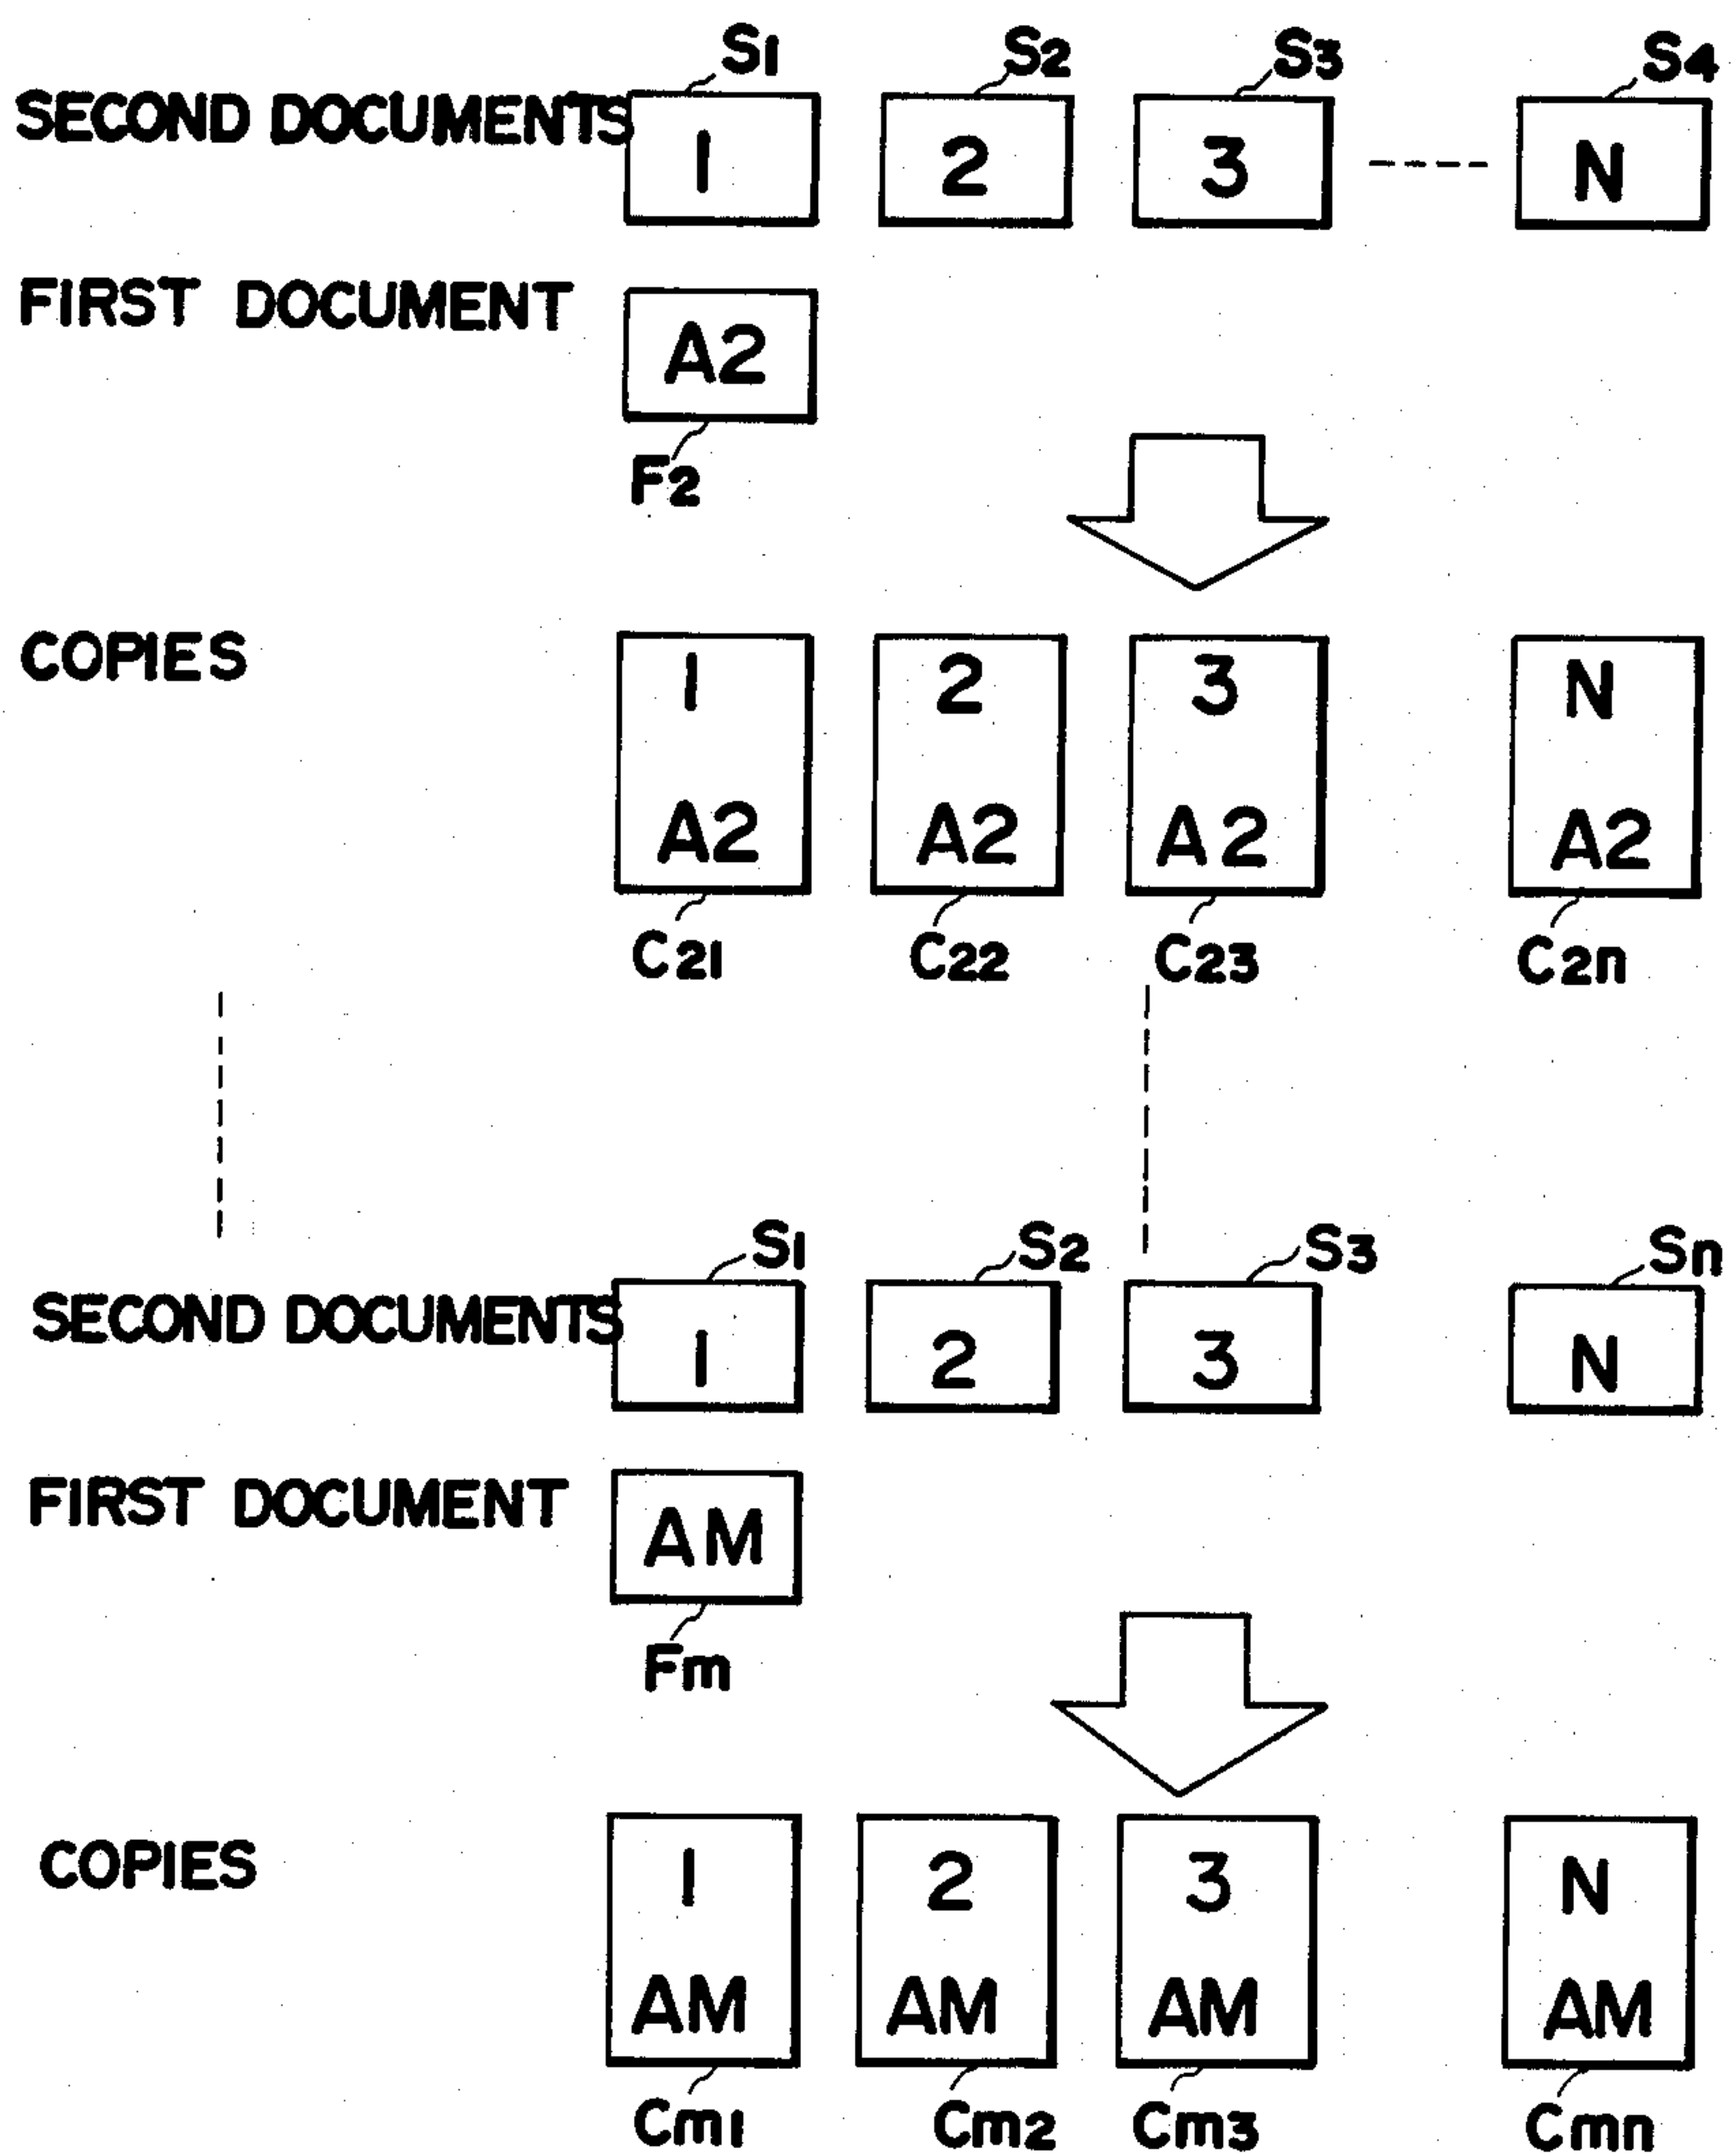 S1 S2 S3 S4
SECOND DOCUMENTS 1 2 3 N
FIRST DOCUMENT
A2
F2
COPIES 1 2 3 N
A2 A2 A2 A2
C21 C22 C23 C2n
S1 S2 S3 Sn
SECOND DOCUMENTS 1 2 3 N
FIRST DOCUMENT
AM
Fm
COPIES 1 2 3 N
AM AM AM AM
Cm1 Cm2 Cm3 Cmn